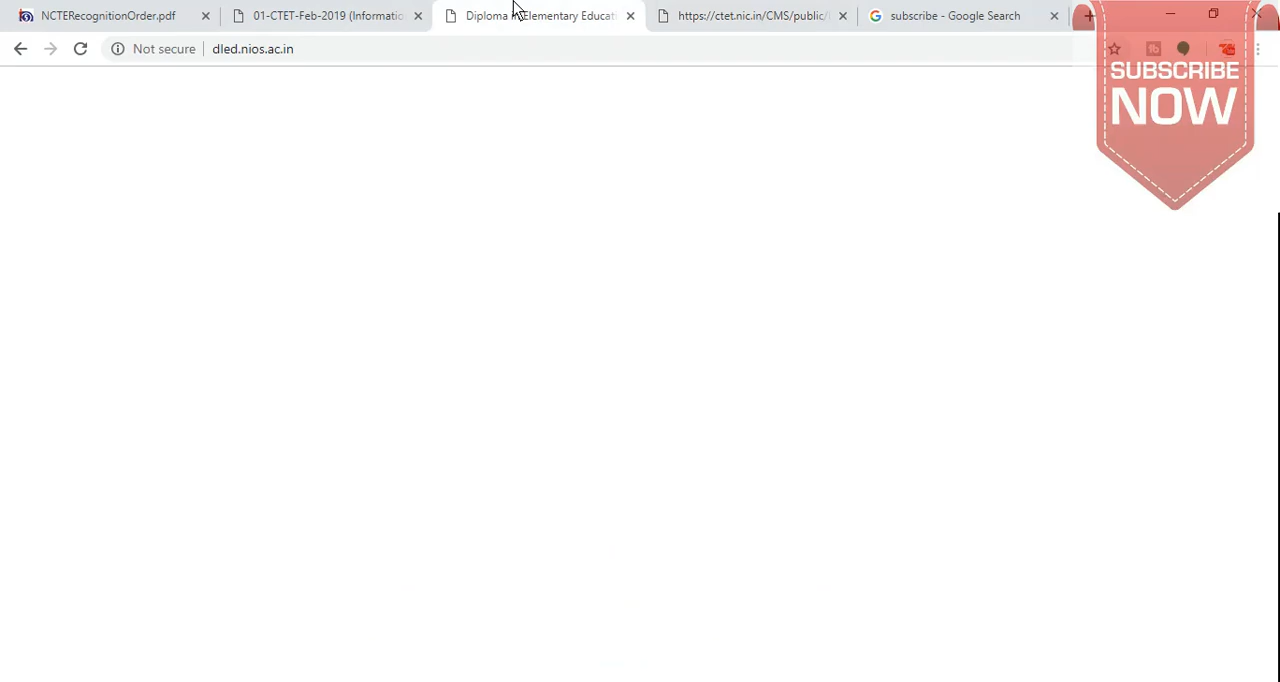 NCTERecognitionOrder.pdf
01-CTET-Feb-2019 (Informatio
Diploma Elementary Educati
https://ctet.nic.in/CMS/public/
subscribe - Google Search
Not secure
dled.nios.ac.in
SUBSCRIBE
NOW